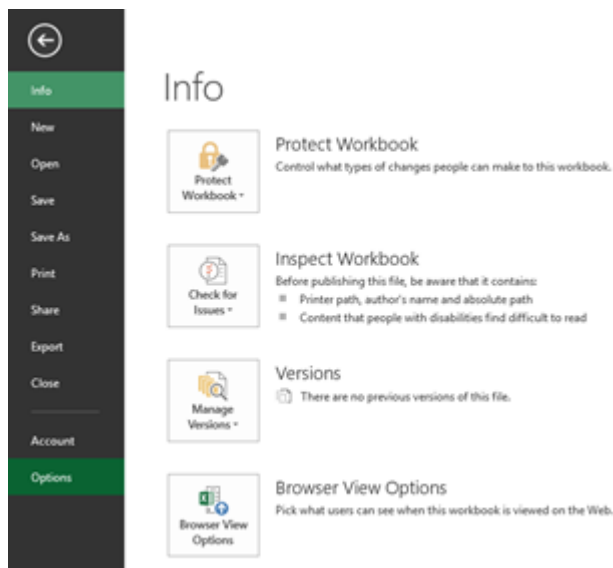 Info
New
Open
Save
Save As
Print
Share
Export
Close
Account
Options
Info
Protect
Workbook
Protect Workbook
Control what types of changes people can make to this workbook.
Check for
Issues
Inspect Workbook
Before publishing this file, be aware that it contains:
Printer path, author's name and absolute path
Content that people with disabilities find difficult to read
Manage
Versions
Versions
There are no previous versions of this file.
Browser View
Options
Browser View Options
Pick what users can see when this workbook is viewed on the Web.